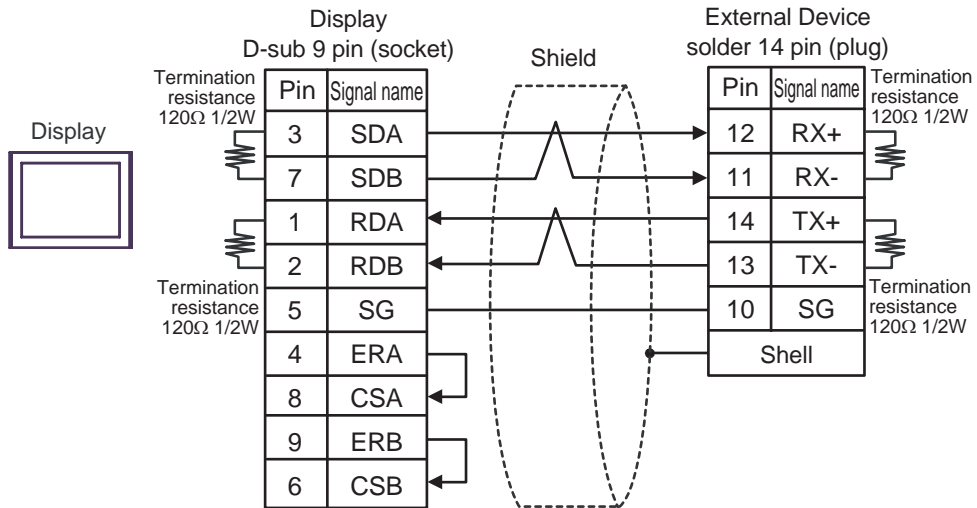 Display
D-sub 9 pin (socket)
External Device
solder 14 pin (plug)
Shield
Display
Termination
resistance
120Ω 1/2W
Termination
resistance
120Ω 1/2W
Pin Signal name
3 SDA
7 SDB
1 RDA
2 RDB
5 SG
4 ERA
8 CSA
9 ERB
6 CSB
Pin Signal name
12 RX+
11 RX-
14 TX+
13 TX-
10 SG
Shell
Termination
resistance
120Ω 1/2W
Termination
resistance
120Ω 1/2W